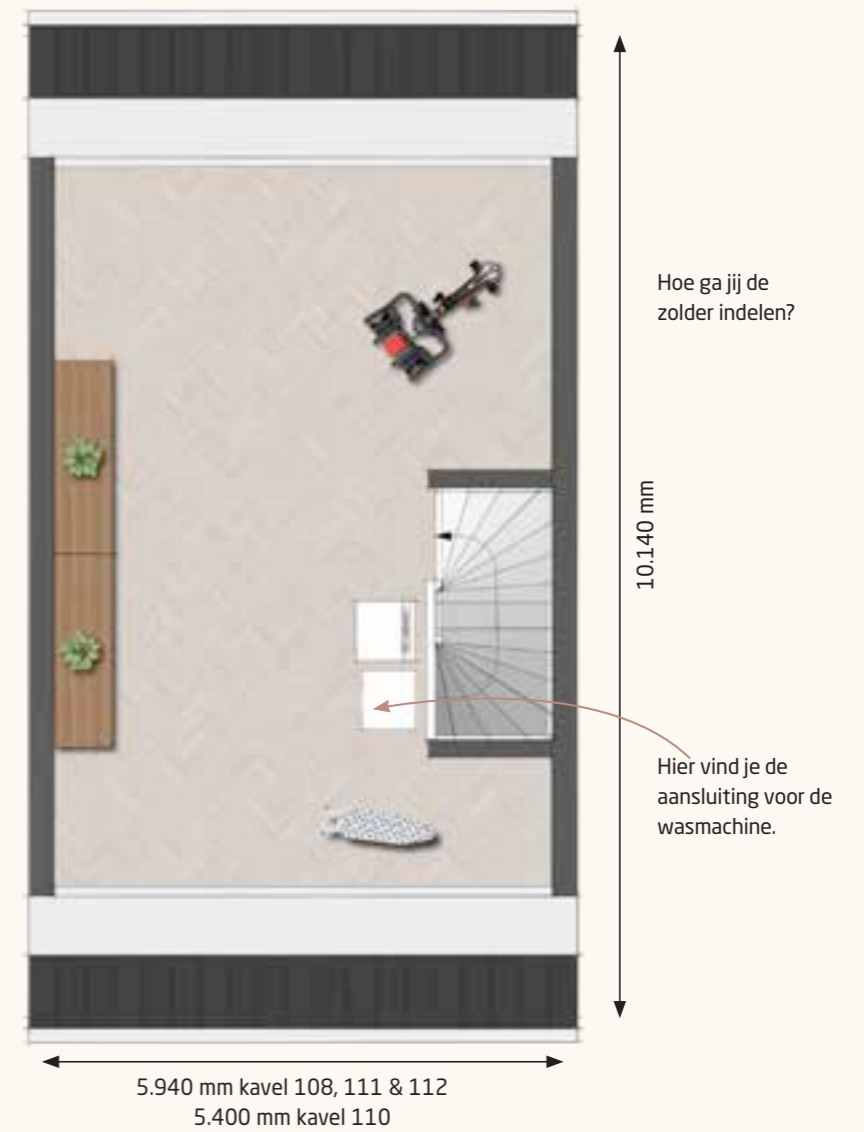 Hoe ga jij de
zolder indelen?
10.140 mm
Hier vind je de
aansluiting voor de
wasmachine.
5.940 mm kavel 108, 111 & 112
5.400 mm kavel 110